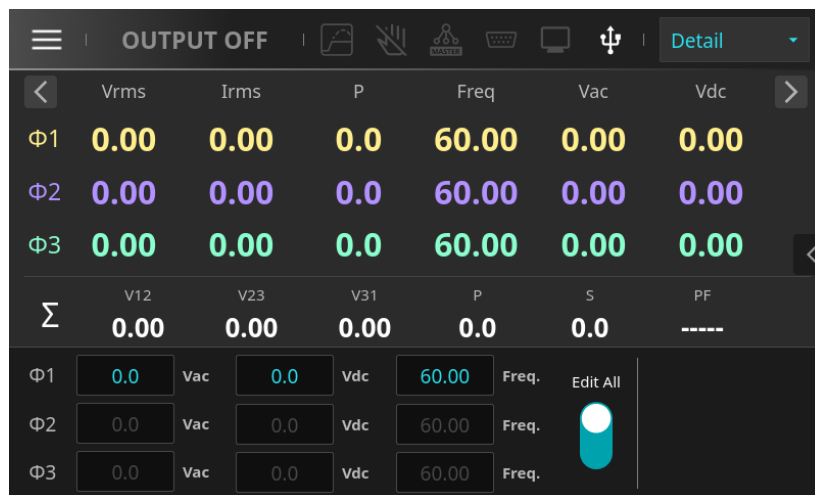 OUTPUT OFF MASTER Detail
Vrms Irms P Freq Vac Vdc
Φ1 0.00 0.00 0.0 60.00 0.00 0.00
Φ2 0.00 0.00 0.0 60.00 0.00 0.00
Φ3 0.00 0.00 0.0 60.00 0.00 0.00
V12 V23 V31 P S PF
Σ 0.00 0.00 0.00 0.0 0.0 -----
Φ1 0.0 Vac 0.0 Vdc 60.00 Freq. Edit All
Φ2 0.0 Vac 0.0 Vdc 60.00 Freq.
Φ3 0.0 Vac 0.0 Vdc 60.00 Freq.